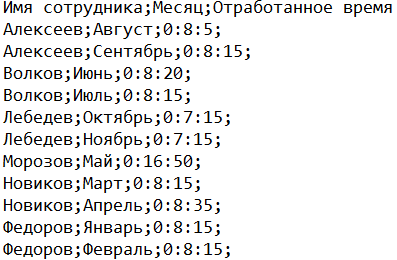 Имя сотрудника;Месяц;Отработанное время
Алексеев;Август;0:8:5;
Алексеев;Сентябрь;0:8:15;
Волков;Июнь;0:8:20;
Волков;Июль;0:8:15;
Лебедев;Октябрь;0:7:15;
Лебедев;Ноябрь;0:7:15;
Морозов;Май;0:16:50;
Новиков;Март;0:8:15;
Новиков;Апрель;0:8:35;
Федоров;Январь;0:8:15;
Федоров;Февраль;0:8:15;